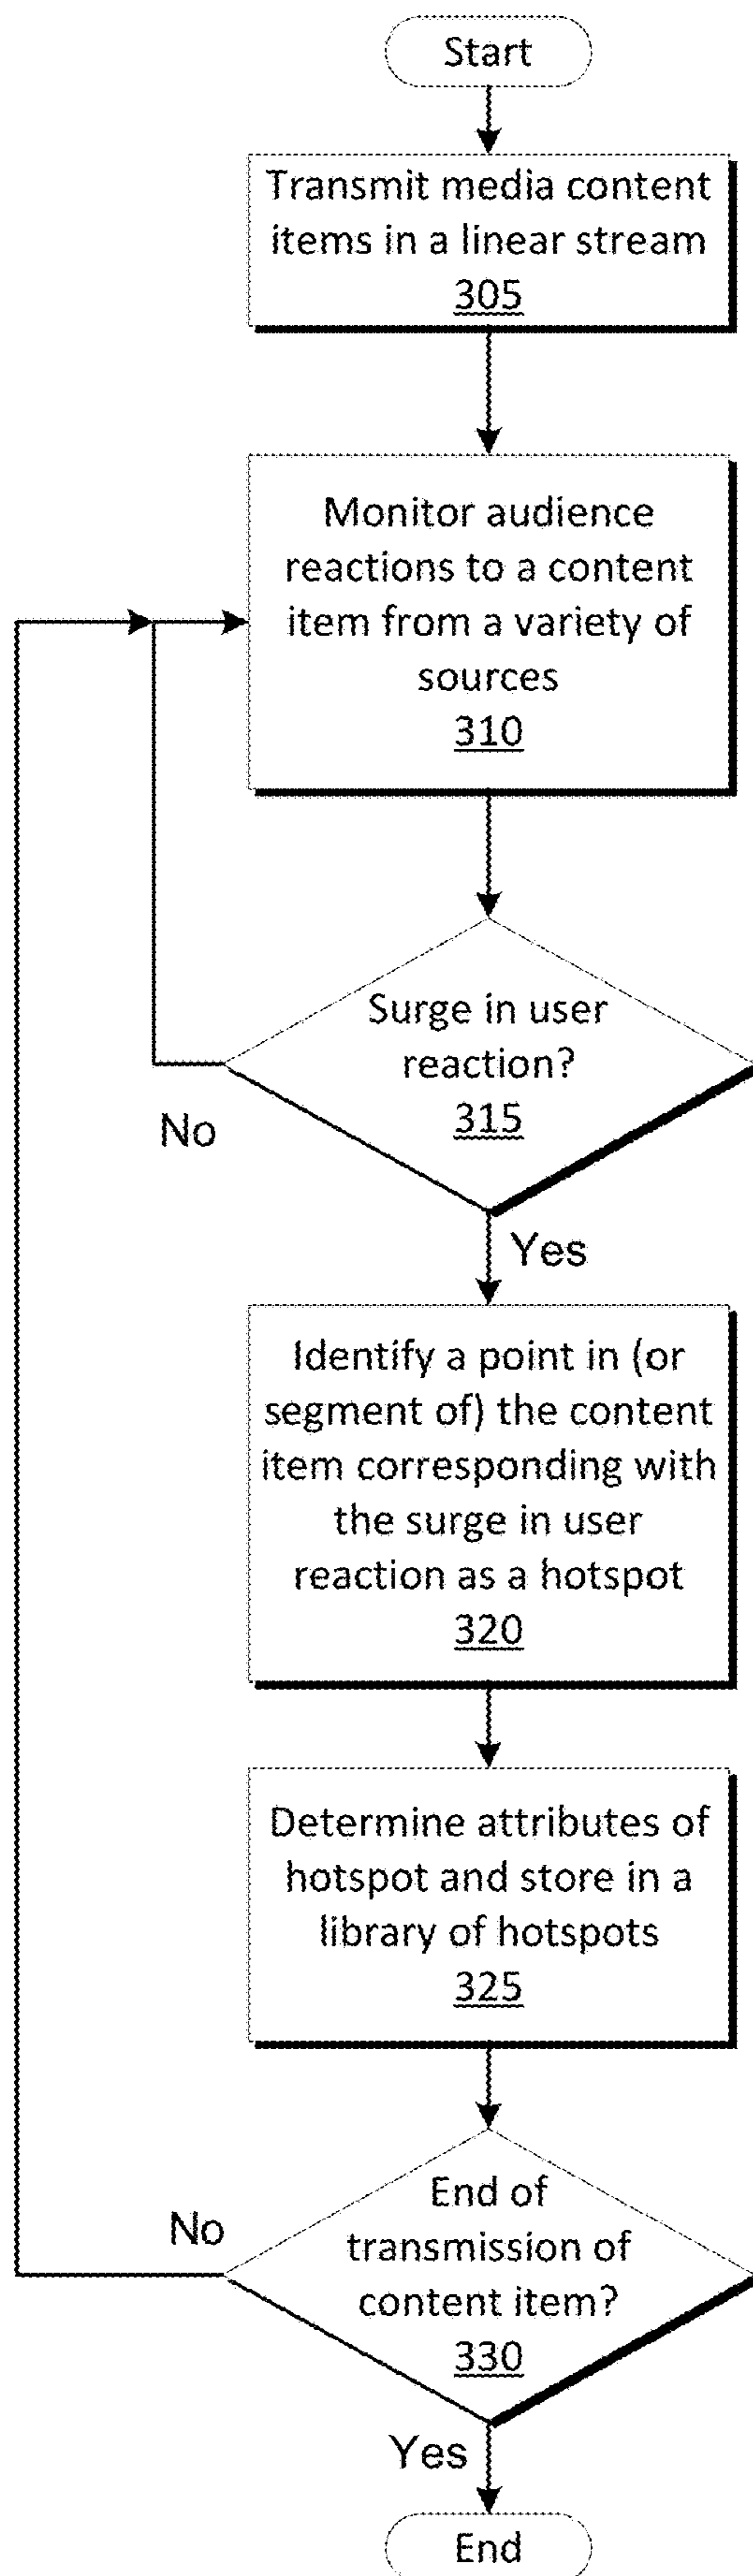 Start
Transmit media content
items in a linear stream
305
Monitor audience
reactions to a content
item from a variety of
sources
310
Surge in user
reaction?
315
No
Yes
Identify a point in (or
segment of) the content
item corresponding with
the surge in user
reaction as a hotspot
320
Determine attributes of
hotspot and store in a
library of hotspots
325
End of
transmission of
content item?
330
No
Yes
End